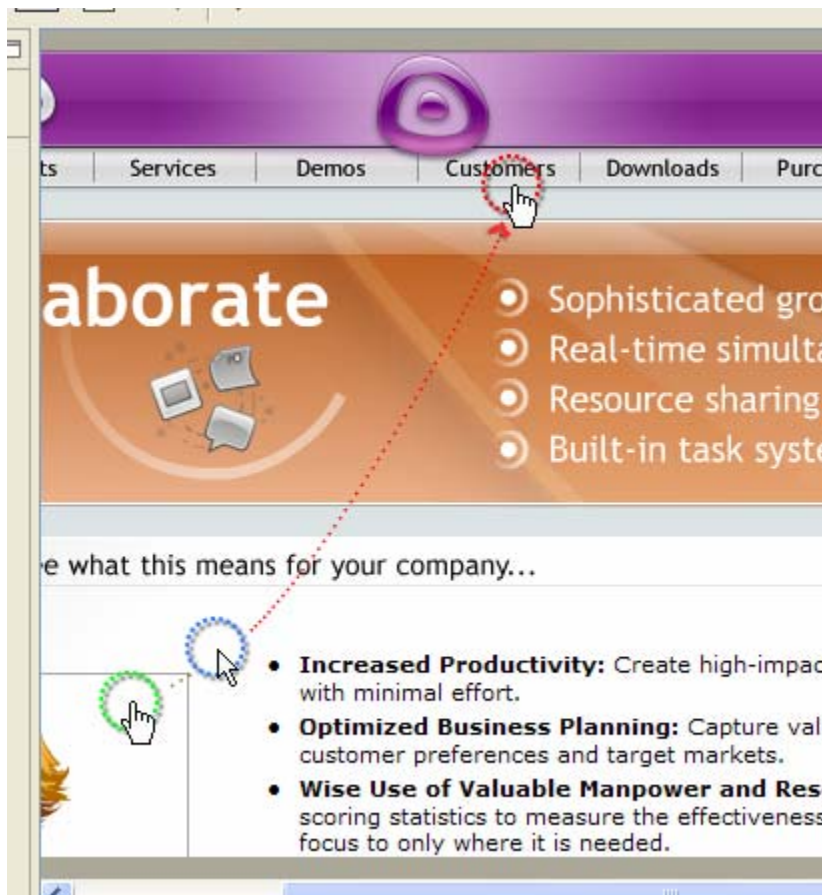 ts Services Demos Customers Downloads Purc
aborate
Sophisticated gro
Real-time simulta
Resource sharing
Built-in task syste
e what this means for your company...
• Increased Productivity: Create high-impac
with minimal effort.
• Optimized Business Planning: Capture val
customer preferences and target markets.
• Wise Use of Valuable Manpower and Res
scoring statistics to measure the effectiveness
focus to only where it is needed.